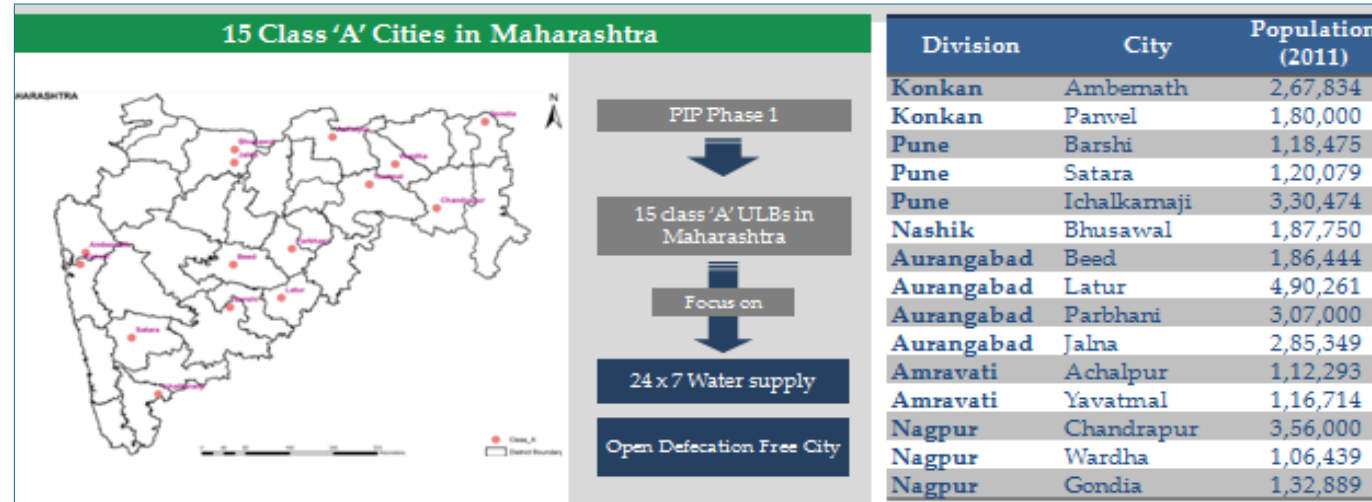 15 Class 'A' Cities in Maharashtra
N
PIP Phase 1
15 class 'A' ULBs in
Maharashtra
Focus on
24 x 7 Water supply
Open Defecation Free City
Beed
Latur
Satara
Wardha
Chandrapur
Class_A
District Boundary
Division City Population
(2011)
Konkan Ambernath 2,67,834
Konkan Panvel 1,80,000
Pune Barshi 1,18,475
Pune Satara 1,20,079
Pune Ichalkarnaji 3,30,474
Nashik Bhusawal 1,87,750
Aurangabad Beed 1,86,444
Aurangabad Latur 4,90,261
Aurangabad Parbhani 3,07,000
Aurangabad Jalna 2,85,349
Amravati Achalpur 1,12,293
Amravati Yavatmal 1,16,714
Nagpur Chandrapur 3,56,000
Nagpur Wardha 1,06,439
Nagpur Gondia 1,32,889